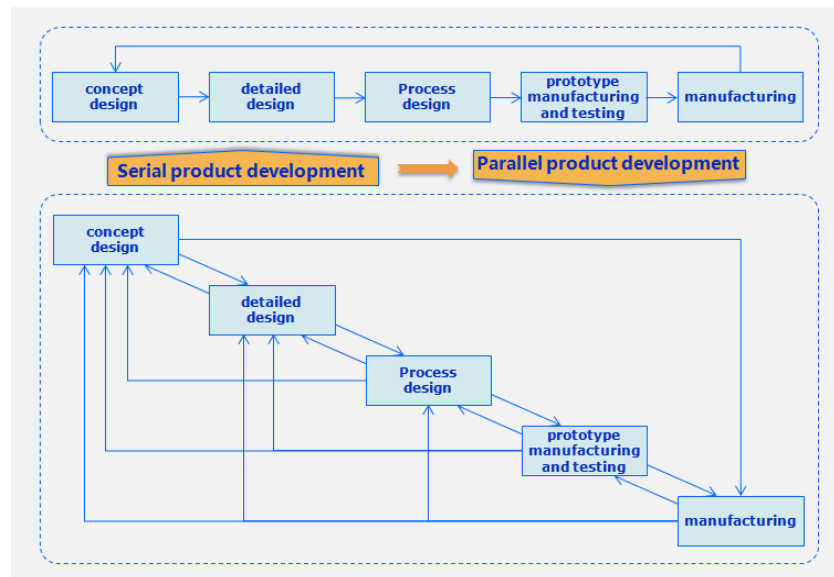 concept
design
detailed
design
Process
design
prototype
manufacturing
and testing
manufacturing
Serial product development
Parallel product development
concept
design
detailed
design
Process
design
prototype
manufacturing
and testing
manufacturing